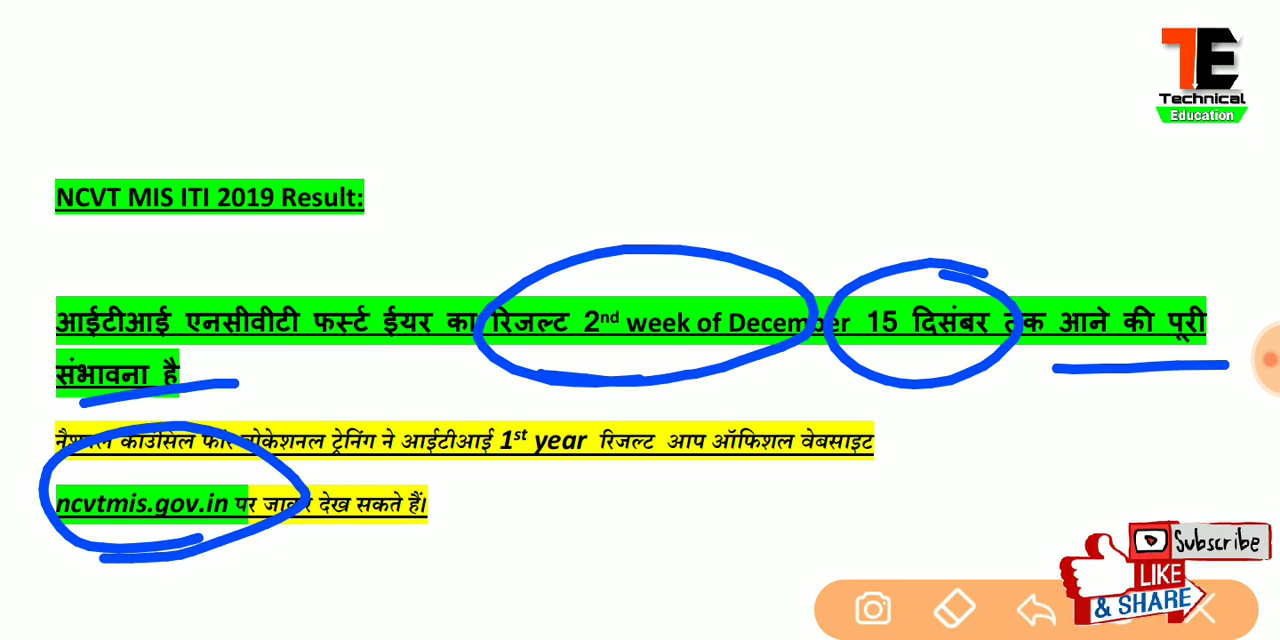 TE
Technical
Education
NCVT MIS ITI 2019 Result:
आईटीआई एनसीवीटी फर्स्ट ईयर का रिजल्ट 2nd week of December 15 दिसंबर तक आने की पूरी
संभावना है
नैशनल काउंसिल फॉर वोकेशनल ट्रेनिंग ने आईटीआई 1st year रिजल्ट आप ऑफिशल वेबसाइट
ncvtmis.gov.in पर जाकर देख सकते हैं।
Subscribe
LIKE
& SHARE